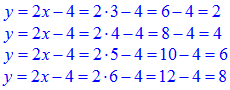 y = 2x − 4 = 2·3 − 4 = 6 − 4 = 2
y = 2x − 4 = 2·4 − 4 = 8 − 4 = 4
y = 2x − 4 = 2·5 − 4 = 10 − 4 = 6
y = 2x − 4 = 2·6 − 4 = 12 − 4 = 8